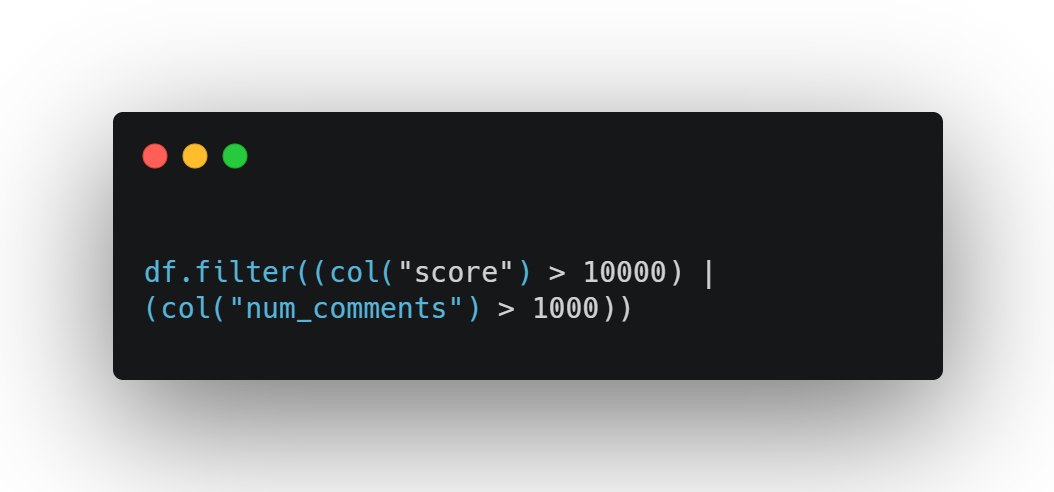 df.filter((col("score") > 10000) |
(col("num_comments") > 1000))